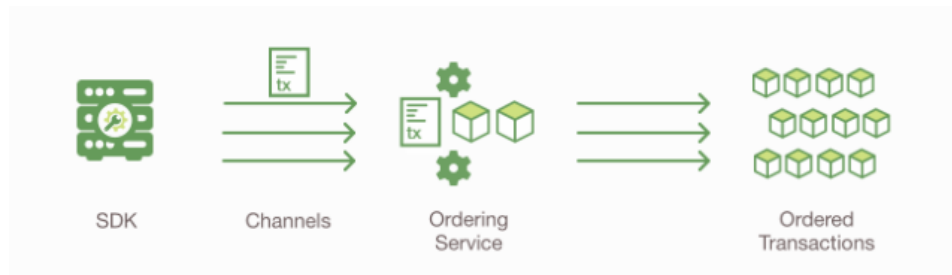 tx
tx
SDK
Channels
Ordering
Service
Ordered
Transactions